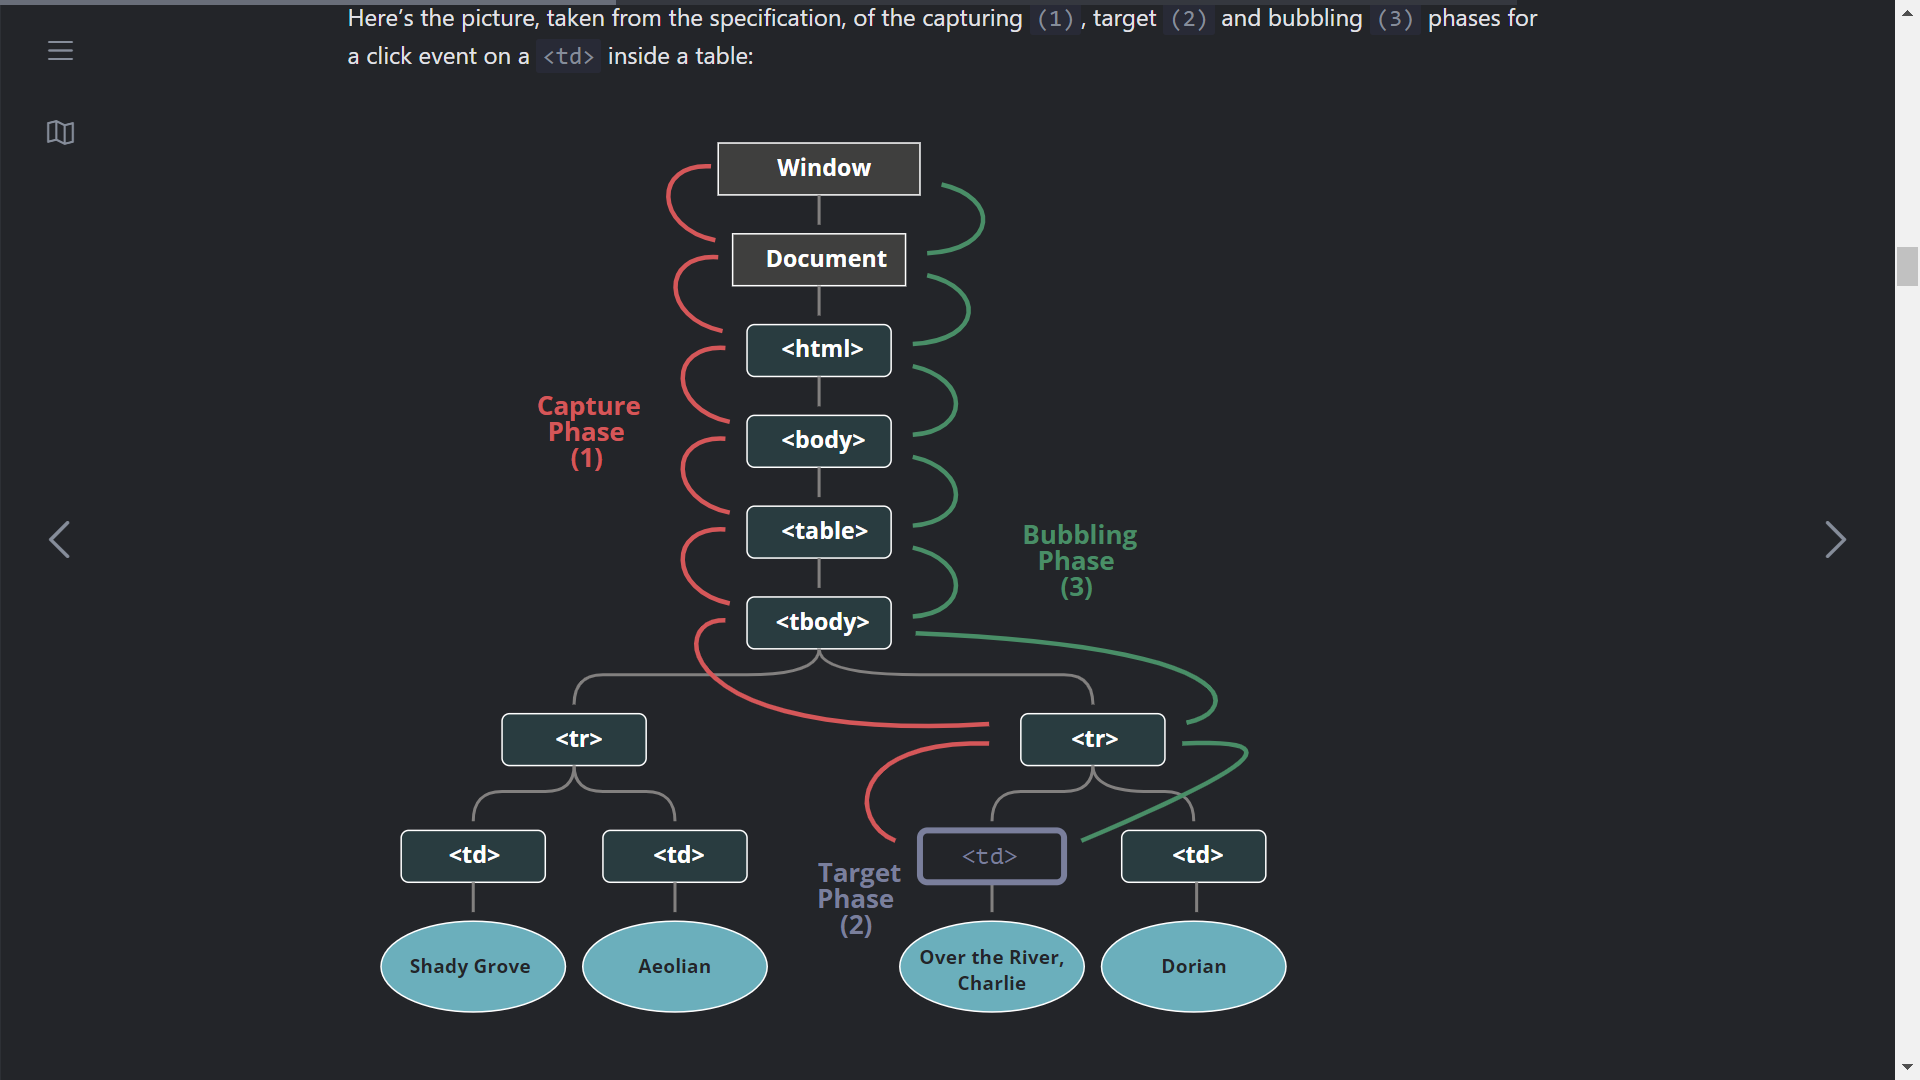 Here’s the picture, taken from the specification, of the capturing (1), target (2) and bubbling (3) phases for
a click event on a <td> inside a table:
Window
Document
<html>
Capture
Phase
(1)
<body>
<table>
Bubbling
Phase
(3)
<tbody>
<tr>
<tr>
<td>
<td>
<td>
<td>
Target
Phase
(2)
Shady Grove
Aeolian
Over the River,
Charlie
Dorian